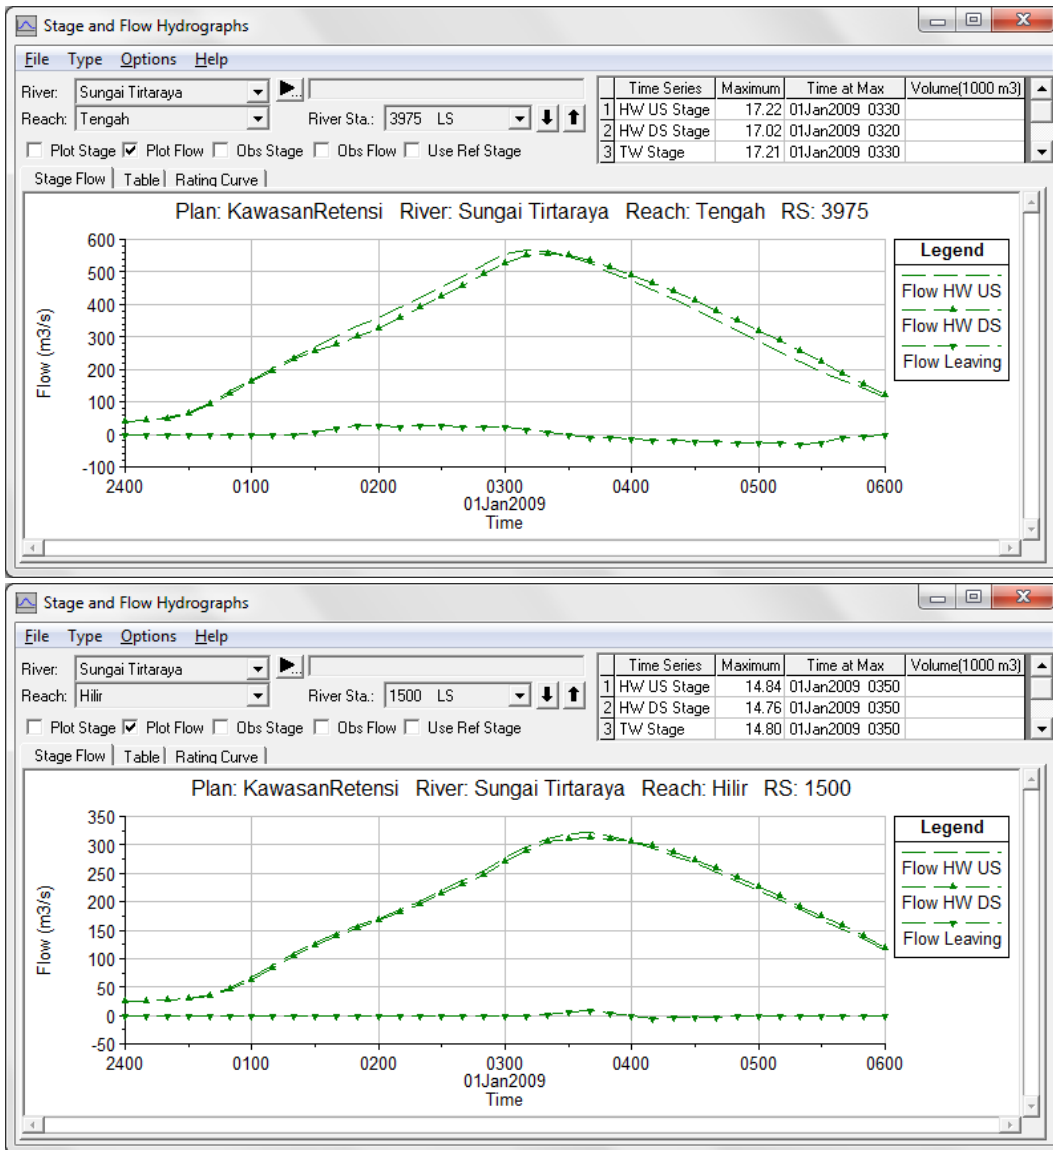 Stage and Flow Hydrographs
File Type Options Help
River: Sungai Tirtaraya
Reach: Tengah River Sta.: 3975 LS
Plot Stage Plot Flow Obs Stage Obs Flow Use Ref Stage
Time Series Maximum Time at Max Volume(1000 m3)
1 HW US Stage 17.22 01Jan2009 0330
2 HW DS Stage 17.02 01Jan2009 0320
3 TW Stage 17.21 01Jan2009 0330
Stage Flow Table Rating Curve
Plan: KawasanRetensi River: Sungai Tirtaraya Reach: Tengah RS: 3975
600
500
400
300
200
100
0
-100
Flow (m3/s)
2400 0100 0200 0300 0400 0500 0600
01Jan2009
Time
Legend
Flow HW US
Flow HW DS
Flow Leaving
Stage and Flow Hydrographs
File Type Options Help
River: Sungai Tirtaraya
Reach: Hilir River Sta.: 1500 LS
Plot Stage Plot Flow Obs Stage Obs Flow Use Ref Stage
Time Series Maximum Time at Max Volume(1000 m3)
1 HW US Stage 14.84 01Jan2009 0350
2 HW DS Stage 14.76 01Jan2009 0350
3 TW Stage 14.80 01Jan2009 0350
Stage Flow Table Rating Curve
Plan: KawasanRetensi River: Sungai Tirtaraya Reach: Hilir RS: 1500
350
300
250
200
150
100
50
0
-50
Flow (m3/s)
2400 0100 0200 0300 0400 0500 0600
01Jan2009
Time
Legend
Flow HW US
Flow HW DS
Flow Leaving